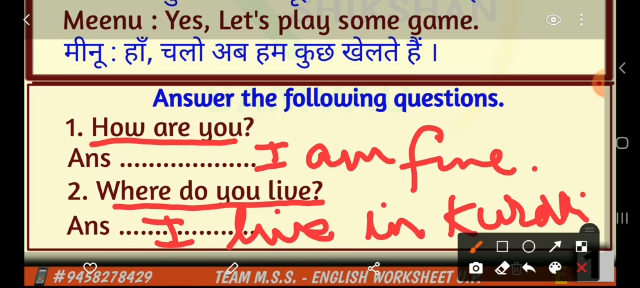 Meenu : Yes, Let's play some game.
मीनू : हाँ, चलो अब हम कुछ खेलते हैं ।
Answer the following questions.
1. How are you?
Ans .................... I am fine.
2. Where do you live?
Ans .................... I live in
#9458278429 TEAM M.S.S. - ENGLISH WORKSHEET